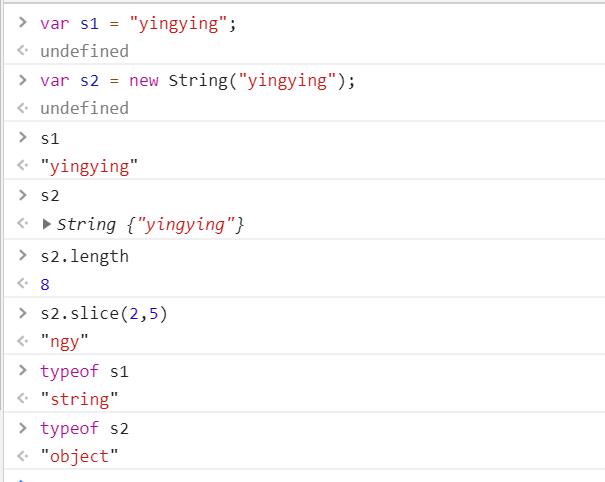 > var s1 = "yingying";
< undefined
> var s2 = new String("yingying");
< undefined
> s1
< "yingying"
> s2
< ▶ String {"yingying"}
> s2.length
< 8
> s2.slice(2,5)
< "ngy"
> typeof s1
< "string"
> typeof s2
< "object"